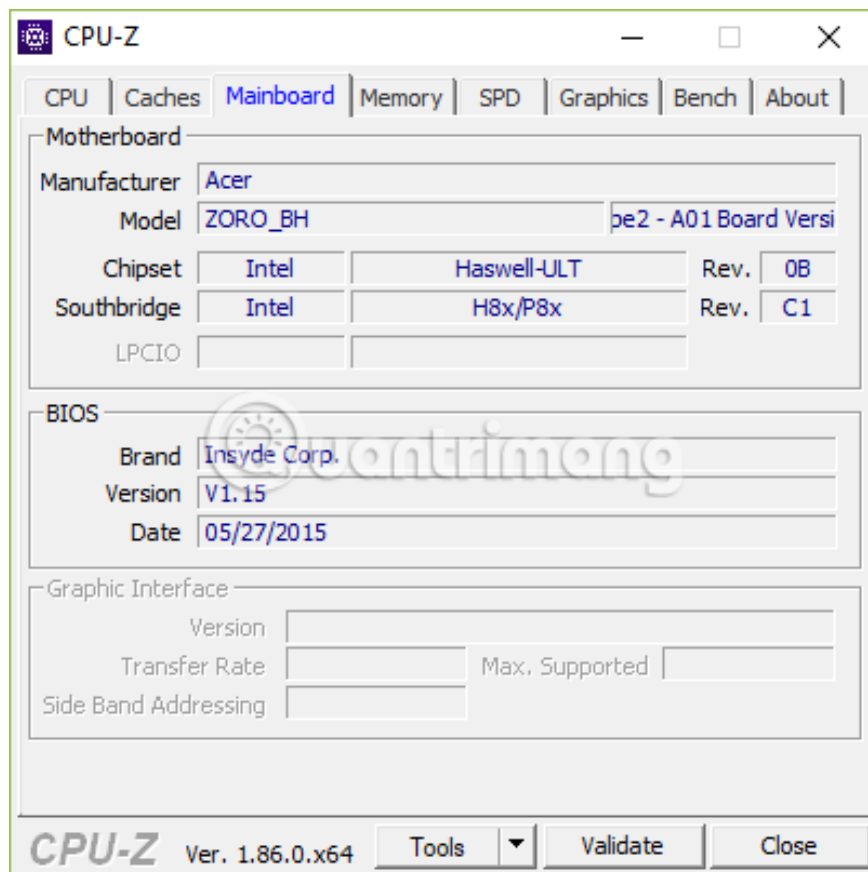 CPU-Z
CPU Caches Mainboard Memory SPD Graphics Bench About
Motherboard
Manufacturer Acer
Model ZORO_BH pe2 - A01 Board Versi
Chipset Intel Haswell-ULT Rev. 0B
Southbridge Intel H8x/P8x Rev. C1
LPCIO
BIOS
Quantrimang
Brand Insyde Corp.
Version V1.15
Date 05/27/2015
Graphic Interface
Version
Transfer Rate Max. Supported
Side Band Addressing
CPU-Z Ver. 1.86.0.x64 Tools Validate Close